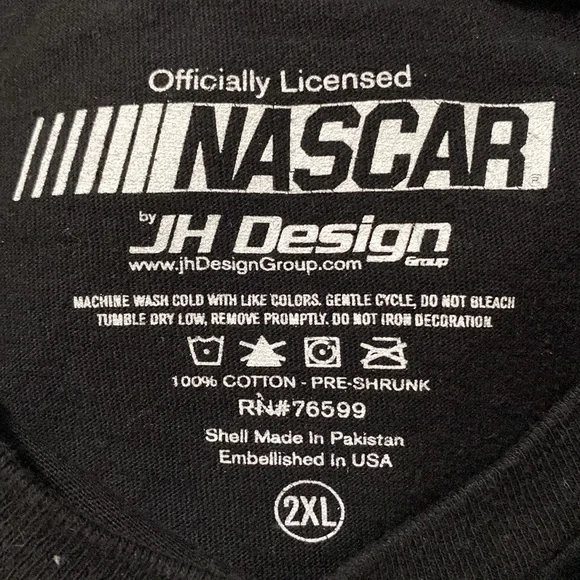 Officially Licensed
NASCAR
by
JH Design
Group
www.jhDesignGroup.com
MACHINE WASH COLD WITH LIKE COLORS. GENTLE CYCLE, DO NOT BLEACH
TUMBLE DRY LOW, REMOVE PROMPTLY. DO NOT IRON DECORATION.
100% COTTON - PRE-SHRUNK
RN#76599
Shell Made In Pakistan
Embellished In USA
2XL